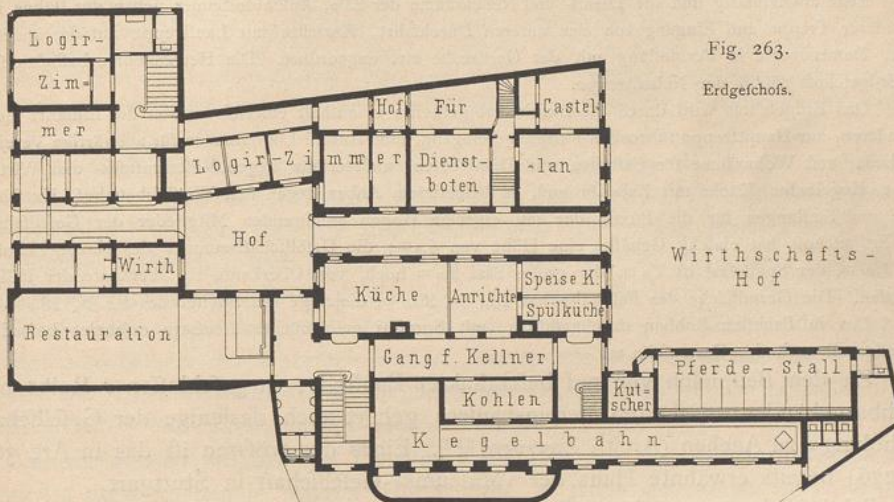 Fig. 263.
Erdgeschoſs.
Logir-
Zim=
mer
Logir-Zimmer
Hof
Für
Dienst-
boten
Castel-
lan
Hof
Wirthschafts-
Hof
Wirth
Restauration
Küche
Anrichte
Speise K.
Spülküche
Gang f. Kellner
Kohlen
Kut=
scher
Pferde-Stall
Kegelbahn